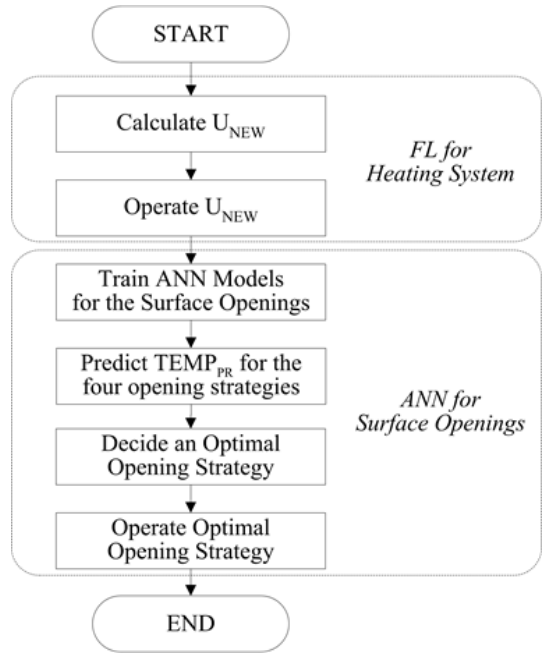 START
Calculate U_NEW
FL for
Heating System
Operate U_NEW
Train ANN Models
for the Surface Openings
Predict TEMP_PR for the
four opening strategies
ANN for
Surface Openings
Decide an Optimal
Opening Strategy
Operate Optimal
Opening Strategy
END